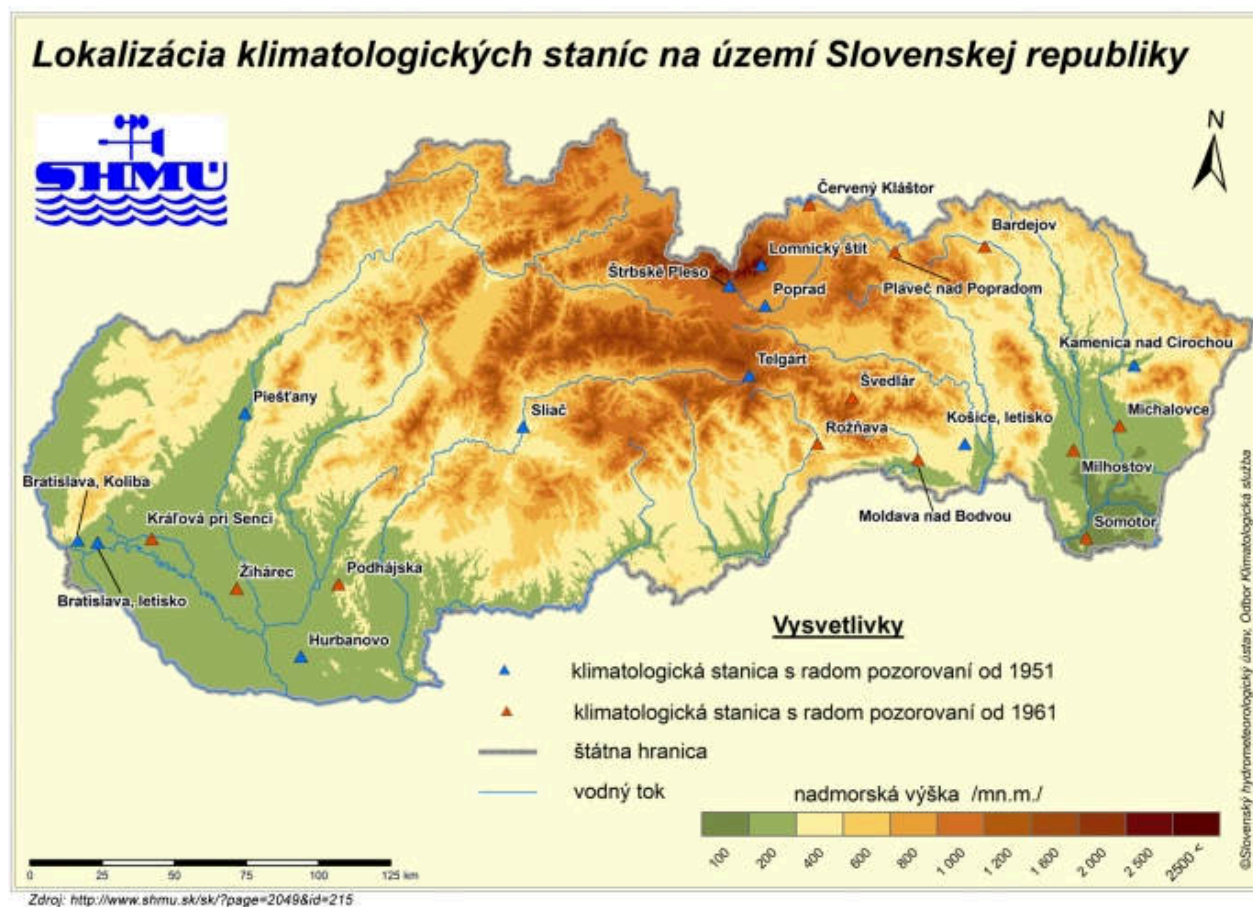 Lokalizácia klimatologických staníc na území Slovenskej republiky
SHMÚ
N
Červený Kláštor
Bardejov
Lomnický štít
Štrbské Pleso
Plaveč nad Popradom
Poprad
Kamenica nad Cirochou
Telgárt
Švedlár
Piešťany
Sliač
Košice, letisko
Michalovce
Rožňava
Milhostov
Bratislava, Koliba
Moldava nad Bodvou
Kráľová pri Senci
Somotor
Žihárec
Podhájska
Bratislava, letisko
Hurbanovo
Vysvetlivky
klimatologická stanica s radom pozorovaní od 1951
klimatologická stanica s radom pozorovaní od 1961
štátna hranica
vodný tok
nadmorská výška /mn.m./
100 200 400 600 800 1 000 1 200 1 600 2 000 2 500 2500 <
0 25 50 75 100 125 km
©Slovenský hydrometeorologický ústav, Odbor Klimatologická služba
Zdroj: http://www.shmu.sk/sk/?page=2049&id=215